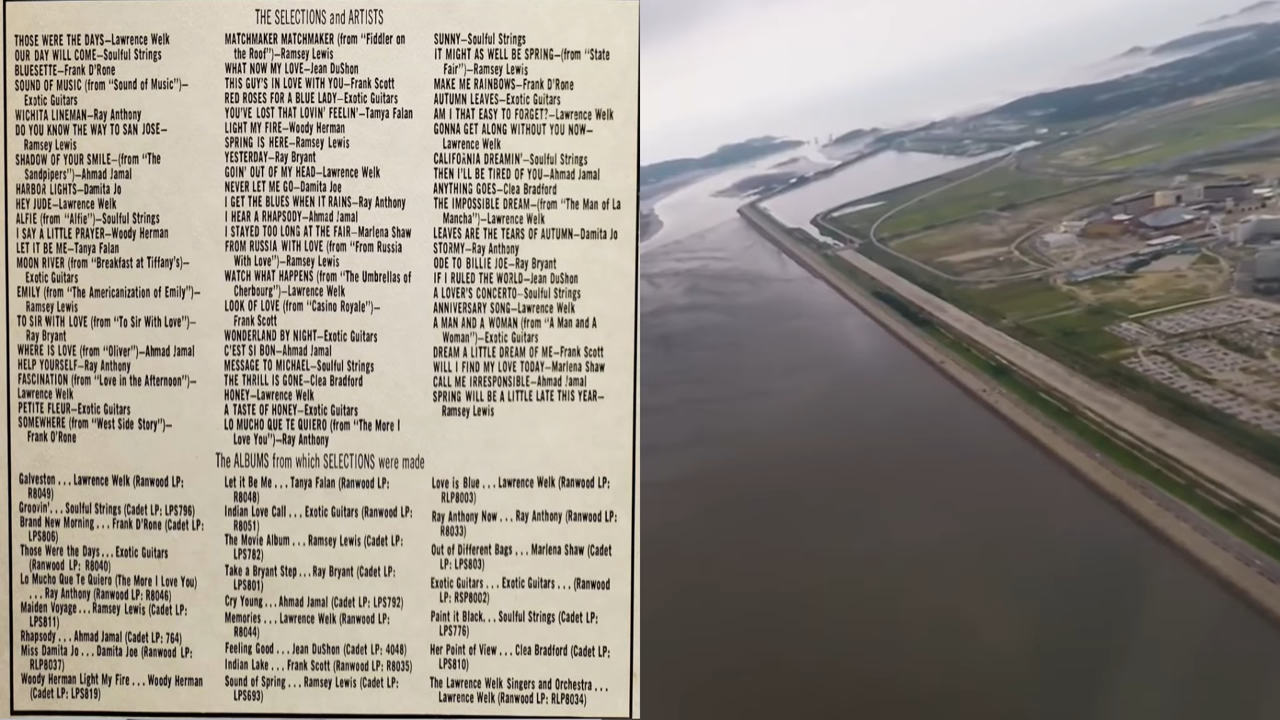 THE SELECTIONS and ARTISTS
THOSE WERE THE DAYS—Lawrence Welk
OUR DAY WILL COME—Soulful Strings
BLUESETTE—Frank D'Rone
SOUND OF MUSIC (from "Sound of Music")—
Exotic Guitars
WICHITA LINEMAN—Ray Anthony
DO YOU KNOW THE WAY TO SAN JOSE—
Ramsey Lewis
SHADOW OF YOUR SMILE—(from "The
Sandpipers")—Ahmad Jamal
HARBOR LIGHTS—Damita Jo
HEY JUDE—Lawrence Welk
ALFIE (from "Alfie")—Soulful Strings
I SAY A LITTLE PRAYER—Woody Herman
LET IT BE ME—Tanya Falan
MOON RIVER (from "Breakfast at Tiffany's)—
Exotic Guitars
EMILY (from "The Americanization of Emily")—
Ramsey Lewis
TO SIR WITH LOVE (from "To Sir With Love")—
Ray Bryant
WHERE IS LOVE (from "Oliver")—Ahmad Jamal
HELP YOURSELF—Ray Anthony
FASCINATION (from "Love in the Afternoon")—
Lawrence Welk
PETITE FLEUR—Exotic Guitars
SOMEWHERE (from "West Side Story")—
Frank O'Rone
MATCHMAKER MATCHMAKER (from "Fiddler on
the Roof")—Ramsey Lewis
WHAT NOW MY LOVE—Jean DuShon
THIS GUY'S IN LOVE WITH YOU—Frank Scott
RED ROSES FOR A BLUE LADY—Exotic Guitars
YOU'VE LOST THAT LOVIN' FEELIN'—Tamya Falan
LIGHT MY FIRE—Woody Herman
SPRING IS HERE—Ramsey Lewis
YESTERDAY—Ray Bryant
GOIN' OUT OF MY HEAD—Lawrence Welk
NEVER LET ME GO—Damita Joe
I GET THE BLUES WHEN IT RAINS—Ray Anthony
I HEAR A RHAPSODY—Ahmad Jamal
I STAYED TOO LONG AT THE FAIR—Marlena Shaw
FROM RUSSIA WITH LOVE (from "From Russia
With Love")—Ramsey Lewis
WATCH WHAT HAPPENS (from "The Umbrellas of
Cherbourg")—Lawrence Welk
LOOK OF LOVE (from "Casino Royale")—
Frank Scott
WONDERLAND BY NIGHT—Exotic Guitars
C'EST SI BON—Ahmad Jamal
MESSAGE TO MICHAEL—Soulful Strings
THE THRILL IS GONE—Clea Bradford
HONEY—Lawrence Welk
A TASTE OF HONEY—Exotic Guitars
LO MUCHO QUE TE QUIERO (from "The More I
Love You")—Ray Anthony
SUNNY—Soulful Strings
IT MIGHT AS WELL BE SPRING—(from "State
Fair")—Ramsey Lewis
MAKE ME RAINBOWS—Frank D'Rone
AUTUMN LEAVES—Exotic Guitars
AM I THAT EASY TO FORGET?—Lawrence Welk
GONNA GET ALONG WITHOUT YOU NOW—
Lawrence Welk
CALIFORNIA DREAMIN'—Soulful Strings
THEN I'LL BE TIRED OF YOU—Ahmad Jamal
ANYTHING GOES—Clea Bradford
THE IMPOSSIBLE DREAM—(from "The Man of La
Mancha")—Lawrence Welk
LEAVES ARE THE TEARS OF AUTUMN—Damita Jo
STORMY—Ray Anthony
ODE TO BILLIE JOE—Ray Bryant
IF I RULED THE WORLD—Jean DuShon
A LOVER'S CONCERTO—Soulful Strings
ANNIVERSARY SONG—Lawrence Welk
A MAN AND A WOMAN (from "A Man and A
Woman")—Exotic Guitars
DREAM A LITTLE DREAM OF ME—Frank Scott
WILL I FIND MY LOVE TODAY—Marlena Shaw
CALL ME IRRESPONSIBLE—Ahmad Jamal
SPRING WILL BE A LITTLE LATE THIS YEAR—
Ramsey Lewis
The ALBUMS from which SELECTIONS were made
Galveston . . . Lawrence Welk (Ranwood LP:
R8049)
Groovin' . . . Soulful Strings (Cadet LP: LPS796)
Brand New Morning . . . Frank D'Rone (Cadet LP:
LPS806)
Those Were the Days . . . Exotic Guitars
(Ranwood LP: R8040)
Lo Mucho Que Te Quiero (The More I Love You)
. . . Ray Anthony (Ranwood LP: R8046)
Maiden Voyage . . . Ramsey Lewis (Cadet LP:
LPS811)
Rhapsody . . . Ahmad Jamal (Cadet LP: 764)
Miss Damita Jo . . . Damita Joe (Ranwood LP:
RLP8037)
Woody Herman Light My Fire . . . Woody Herman
(Cadet LP: LPS819)
Let it Be Me . . . Tanya Falan (Ranwood LP:
R8048)
Indian Love Call . . . Exotic Guitars (Ranwood LP:
R8051)
The Movie Album . . . Ramsey Lewis (Cadet LP:
LPS782)
Take a Bryant Step . . . Ray Bryant (Cadet LP:
LPS801)
Cry Young . . . Ahmad Jamal (Cadet LP: LPS792)
Memories . . . Lawrence Welk (Ranwood LP:
R8044)
Feeling Good . . . Jean DuShon (Cadet LP: 4048)
Indian Lake . . . Frank Scott (Ranwood LP: R8035)
Sound of Spring . . . Ramsey Lewis (Cadet LP:
LPS693)
Love is Blue . . . Lawrence Welk (Ranwood LP:
RLP8003)
Ray Anthony Now . . . Ray Anthony (Ranwood LP:
R8033)
Out of Different Bags . . . Marlena Shaw (Cadet
LP: LPS803)
Exotic Guitars . . . Exotic Guitars . . . (Ranwood
LP: RSP8002)
Paint it Black . . . Soulful Strings (Cadet LP:
LPS776)
Her Point of View . . . Clea Bradford (Cadet LP:
LPS810)
The Lawrence Welk Singers and Orchestra . . .
Lawrence Welk (Ranwood LP: RLP8034)